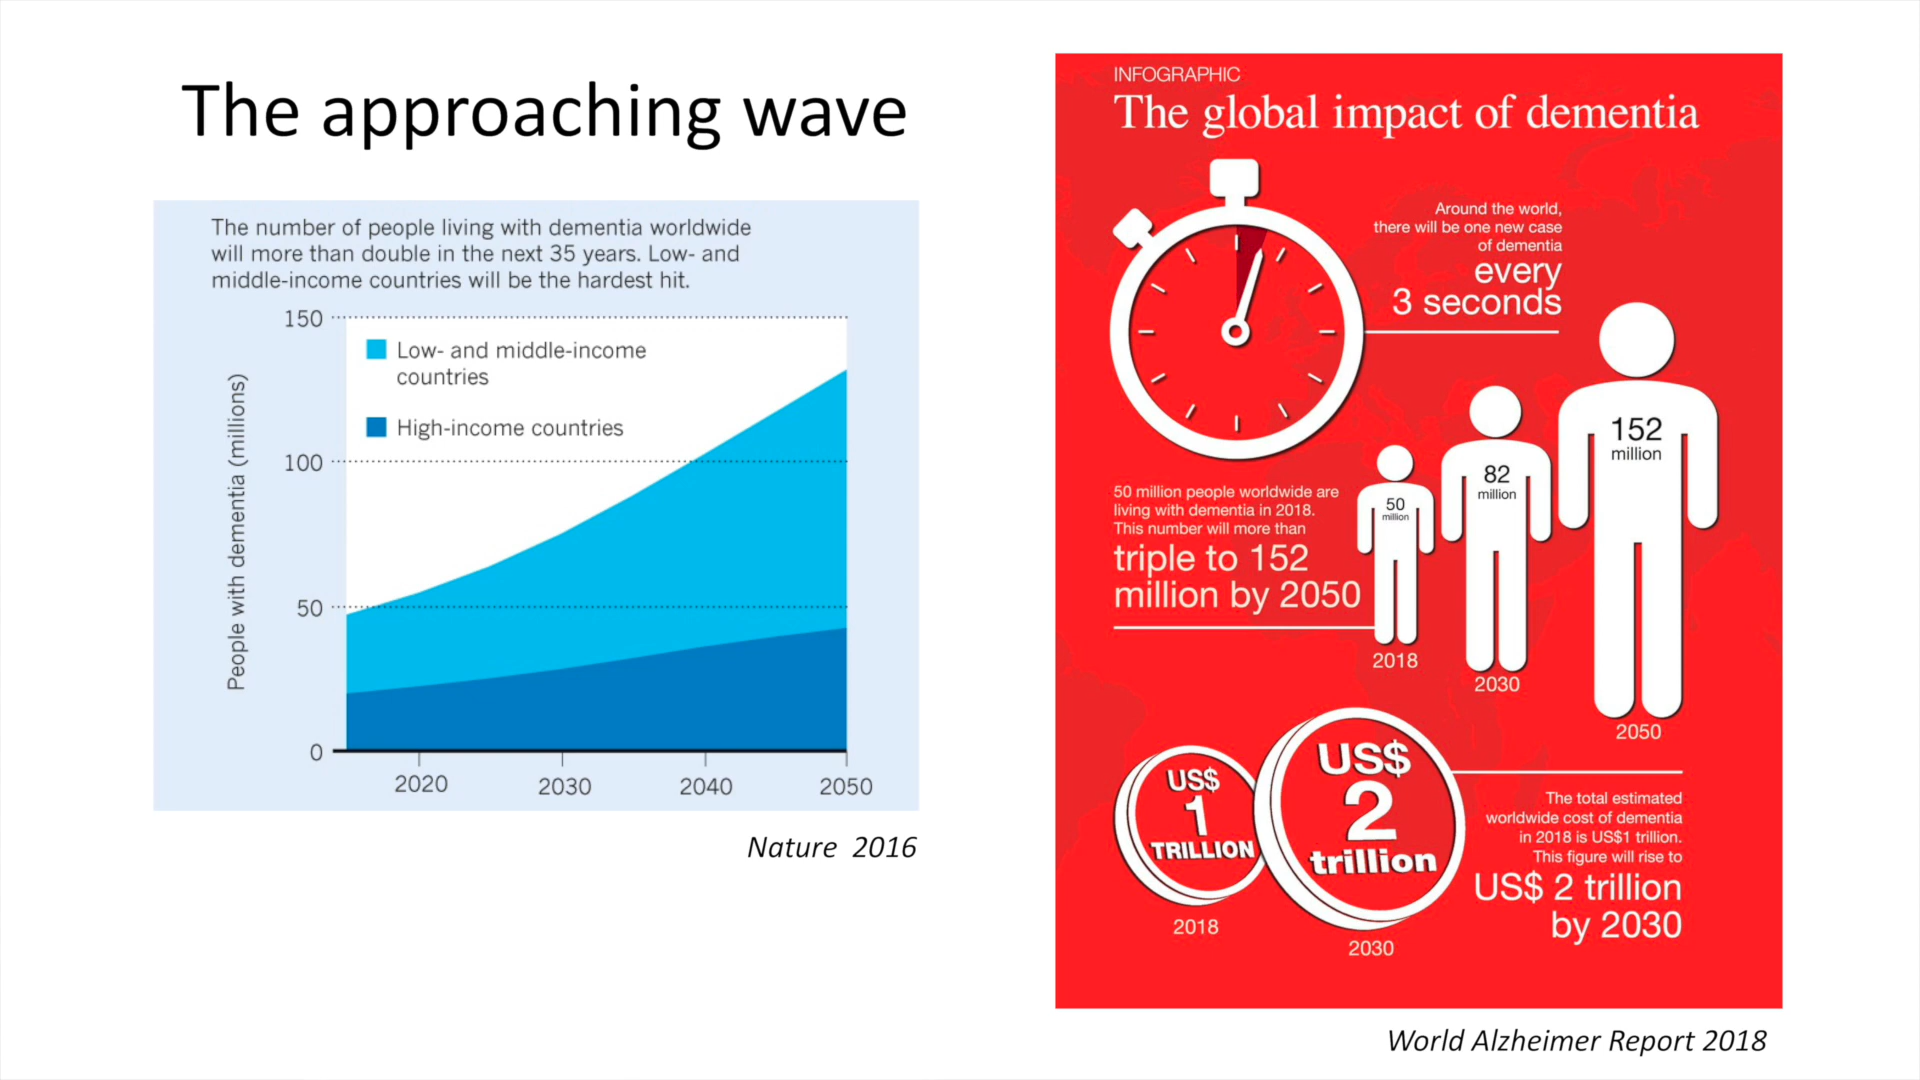 The approaching wave
The number of people living with dementia worldwide
will more than double in the next 35 years. Low- and
middle-income countries will be the hardest hit.
150
100
50
0
People with dementia (millions)
Low- and middle-income
countries
High-income countries
2020
2030
2040
2050
Nature 2016
INFOGRAPHIC
The global impact of dementia
Around the world,
there will be one new case
of dementia
every
3 seconds
50 million people worldwide are
living with dementia in 2018.
This number will more than
triple to 152
million by 2050
50
million
2018
82
million
2030
152
million
2050
US$
1
TRILLION
2018
US$
2
trillion
2030
The total estimated
worldwide cost of dementia
in 2018 is US$1 trillion.
This figure will rise to
US$ 2 trillion
by 2030
World Alzheimer Report 2018